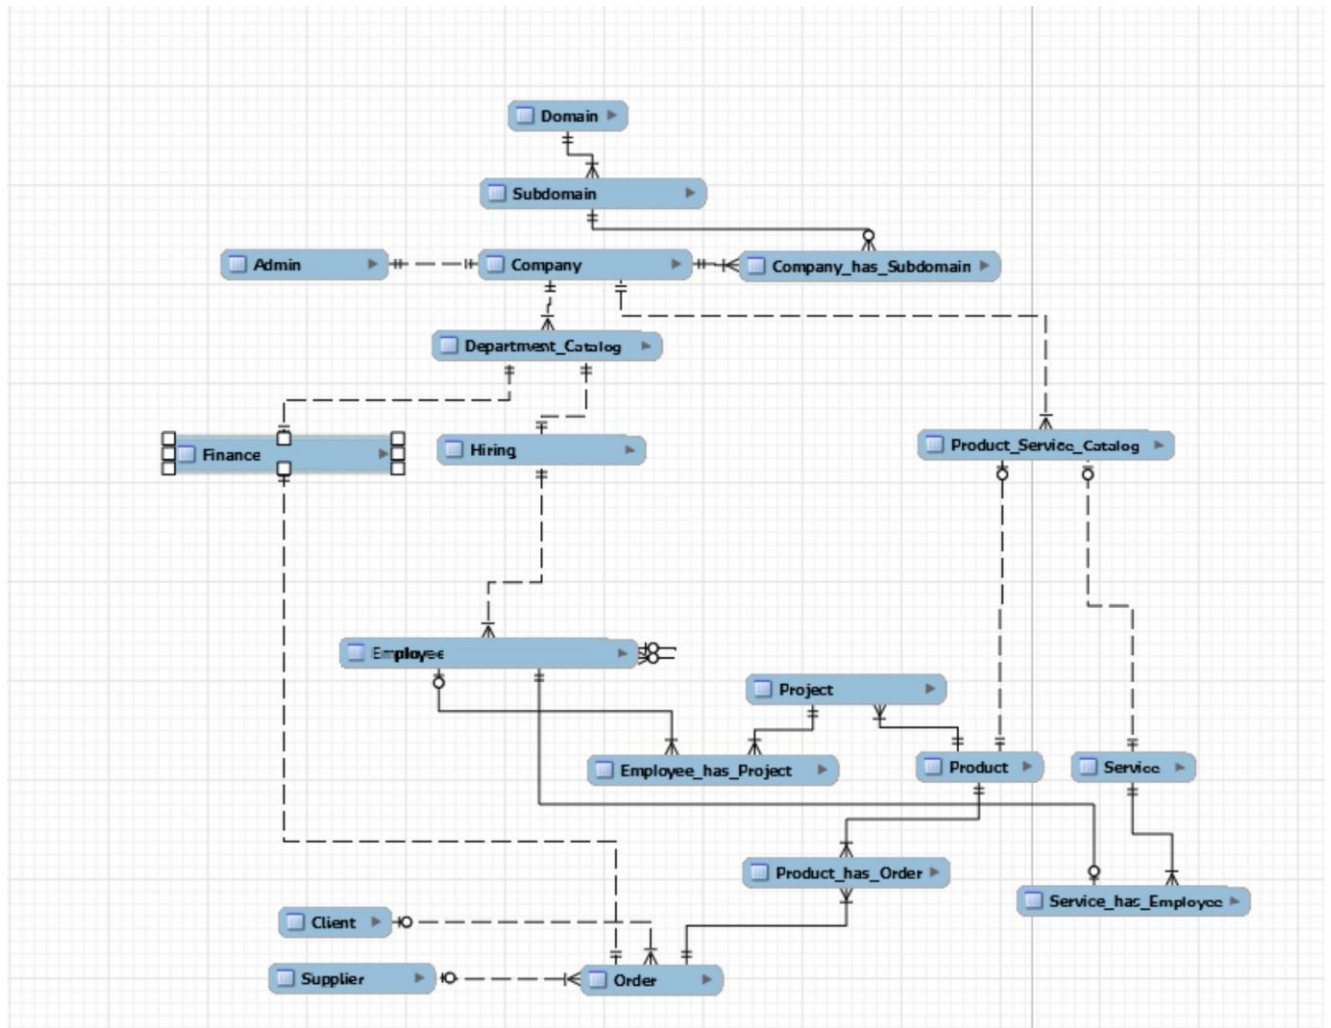 Domain
Subdomain
Admin
Company
Company_has_Subdomain
Department_Catalog
Finance
Hiring
Product_Service_Catalog
Employee
Project
Employee_has_Project
Product
Service
Product_has_Order
Service_has_Employee
Client
Supplier
Order